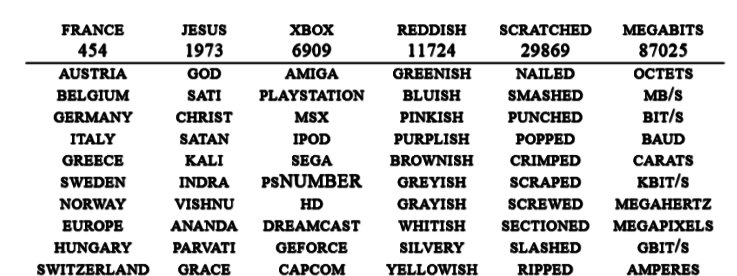 FRANCE JESUS XBOX REDDISH SCRATCHED MEGABITS
454 1973 6909 11724 29869 87025
AUSTRIA GOD AMIGA GREENISH NAILED OCTETS
BELGIUM SATI PLAYSTATION BLUISH SMASHED MB/S
GERMANY CHRIST MSX PINKISH PUNCHED BIT/S
ITALY SATAN IPOD PURPLISH POPPED BAUD
GREECE KALI SEGA BROWNISH CRIMPED CARATS
SWEDEN INDRA PSNUMBER GREYISH SCRAPED KBIT/S
NORWAY VISHNU HD GRAYISH SCREWED MEGAHERTZ
EUROPE ANANDA DREAMCAST WHITISH SECTIONED MEGAPIXELS
HUNGARY PARVATI GEFORCE SILVERY SLASHED GBIT/S
SWITZERLAND GRACE CAPCOM YELLOWISH RIPPED AMPERES